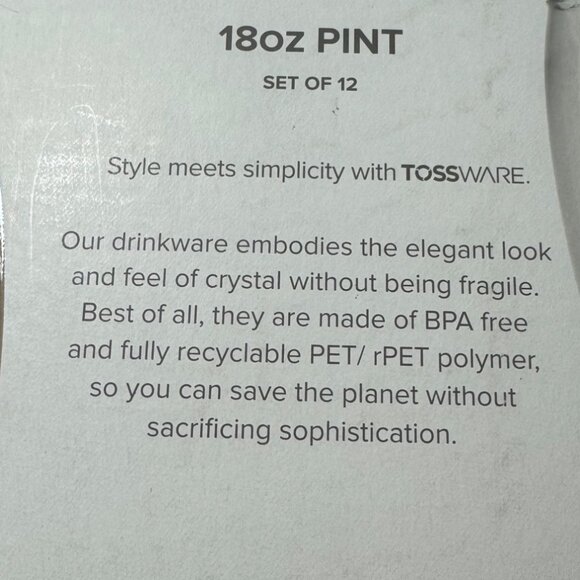 18oz PINT
SET OF 12
Style meets simplicity with TOSSWARE.
Our drinkware embodies the elegant look
and feel of crystal without being fragile.
Best of all, they are made of BPA free
and fully recyclable PET/ rPET polymer,
so you can save the planet without
sacrificing sophistication.